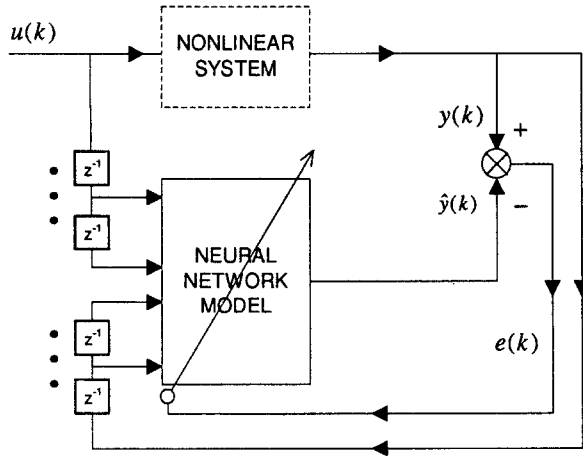 u(k)
NONLINEAR
SYSTEM
y(k)
+
z⁻¹
ŷ(k)
−
z⁻¹
NEURAL
NETWORK
MODEL
z⁻¹
e(k)
z⁻¹